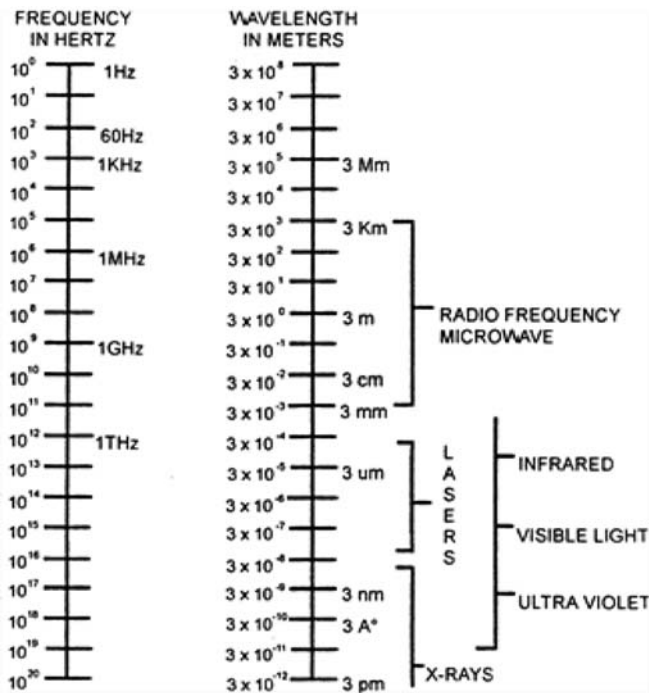 FREQUENCY
IN HERTZ
10⁰ 1Hz
10¹
10² 60Hz
10³ 1KHz
10⁴
10⁵
10⁶ 1MHz
10⁷
10⁸
10⁹ 1GHz
10¹⁰
10¹¹
10¹² 1THz
10¹³
10¹⁴
10¹⁵
10¹⁶
10¹⁷
10¹⁸
10¹⁹
10²⁰
WAVELENGTH
IN METERS
3 x 10⁸
3 x 10⁷
3 x 10⁶
3 x 10⁵ 3 Mm
3 x 10⁴
3 x 10³ 3 Km
3 x 10²
3 x 10¹
3 x 10⁰ 3 m
3 x 10⁻¹
3 x 10⁻² 3 cm
3 x 10⁻³ 3 mm
3 x 10⁻⁴
3 x 10⁻⁵ 3 um
3 x 10⁻⁶
3 x 10⁻⁷
3 x 10⁻⁸
3 x 10⁻⁹ 3 nm
3 x 10⁻¹⁰ 3 A°
3 x 10⁻¹¹
3 x 10⁻¹² 3 pm
RADIO FREQUENCY
MICROWAVE
L
A
S
E
R
S
INFRARED
VISIBLE LIGHT
ULTRA VIOLET
X-RAYS